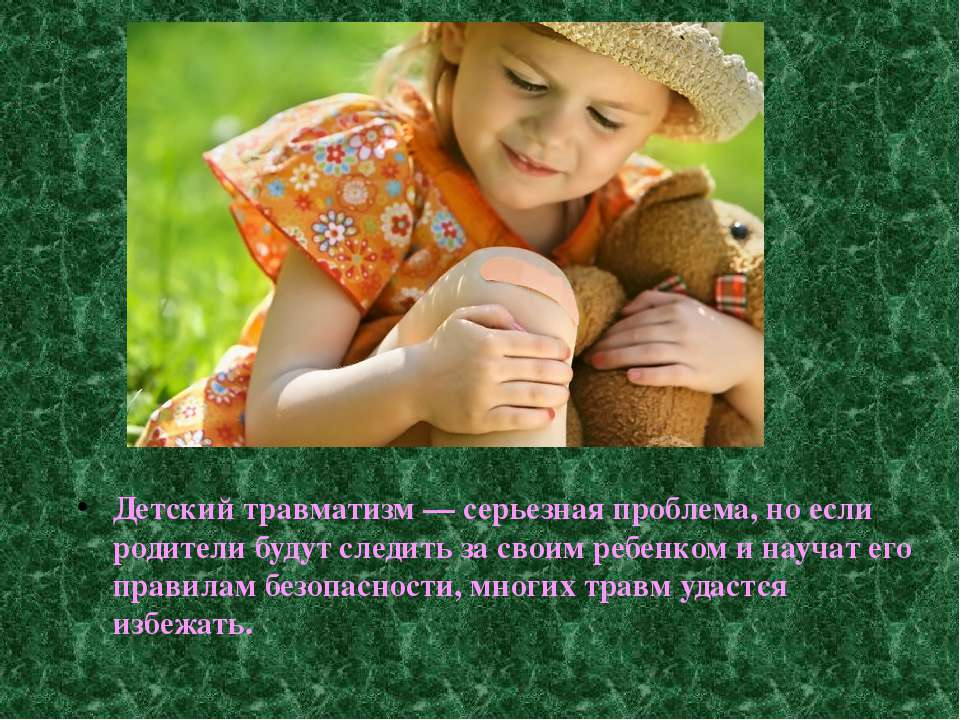 • Детский травматизм — серьезная проблема, но если
родители будут следить за своим ребенком и научат его
правилам безопасности, многих травм удастся
избежать.